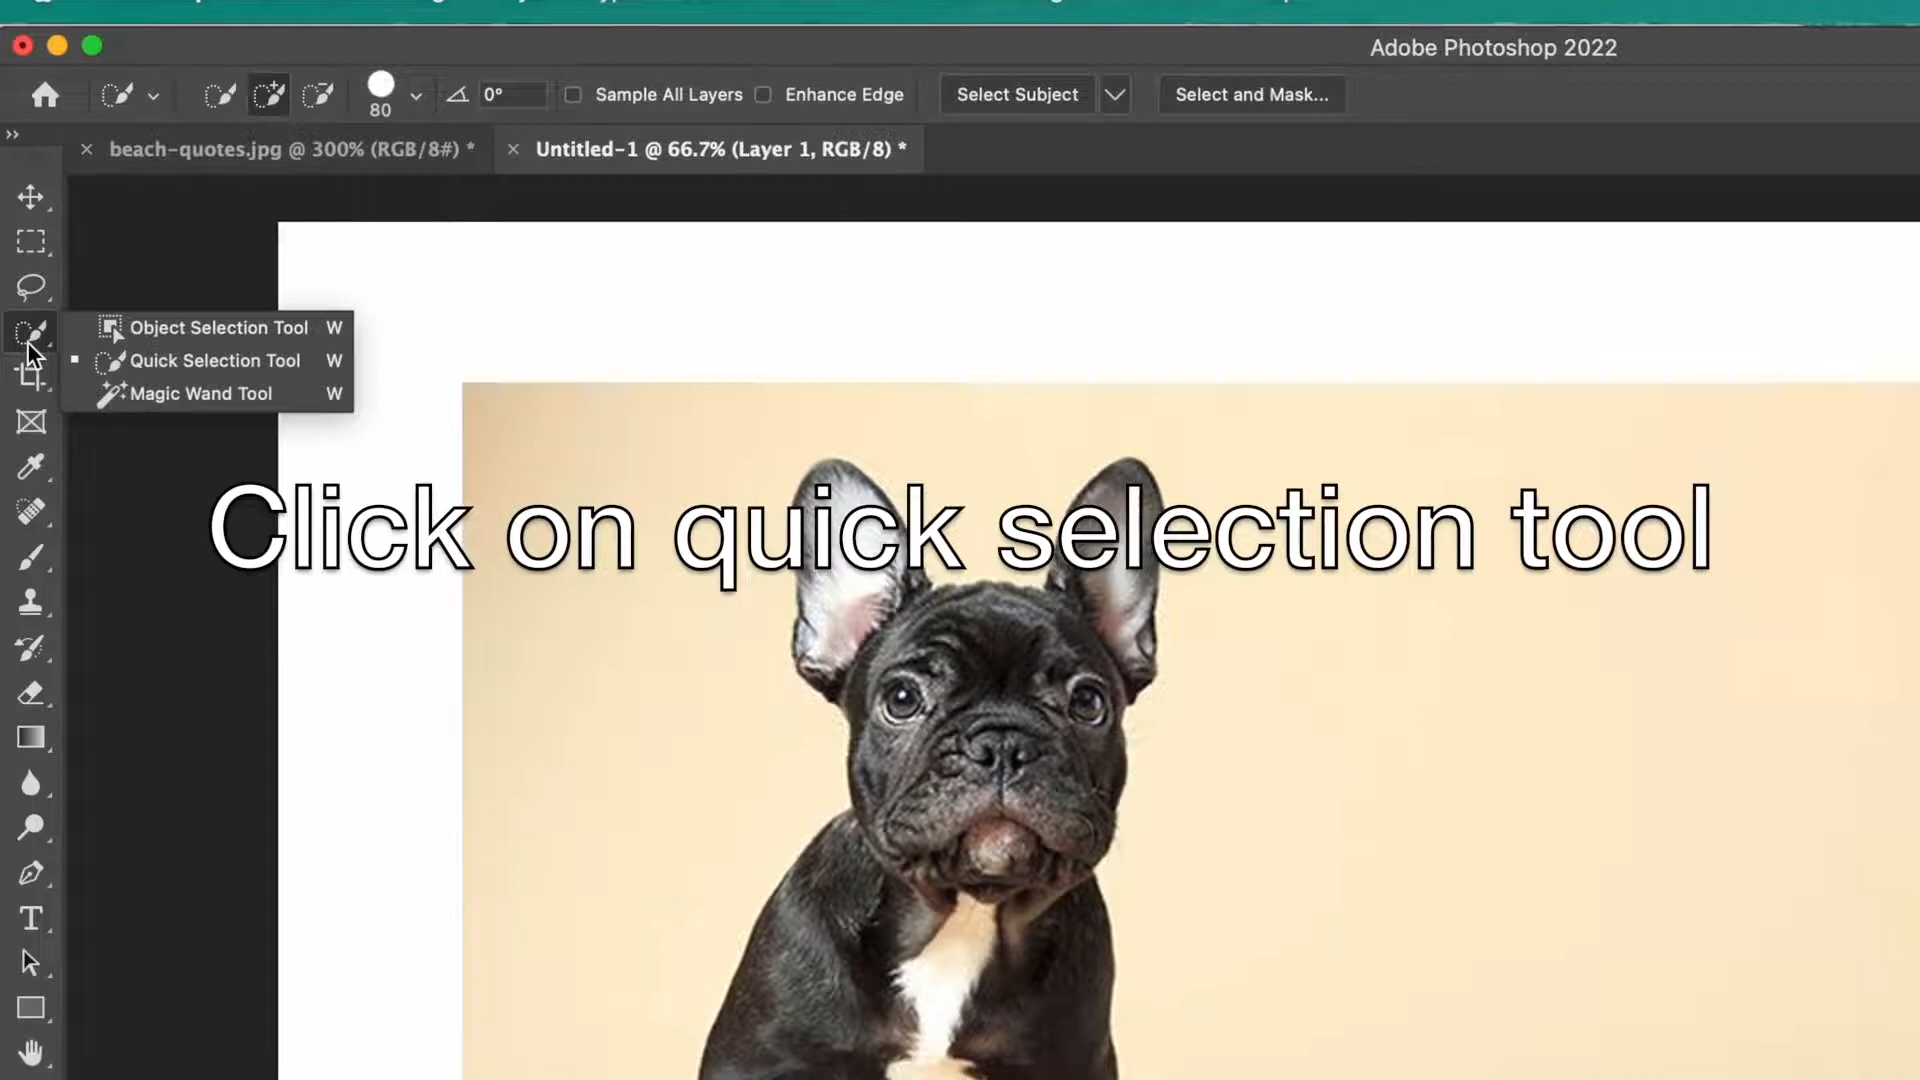 Adobe Photoshop 2022
80
0°
Sample All Layers
Enhance Edge
Select Subject
Select and Mask...
beach-quotes.jpg @ 300% (RGB/8#) *
Untitled-1 @ 66.7% (Layer 1, RGB/8) *
Object Selection Tool W
Quick Selection Tool W
Magic Wand Tool W
Click on quick selection tool